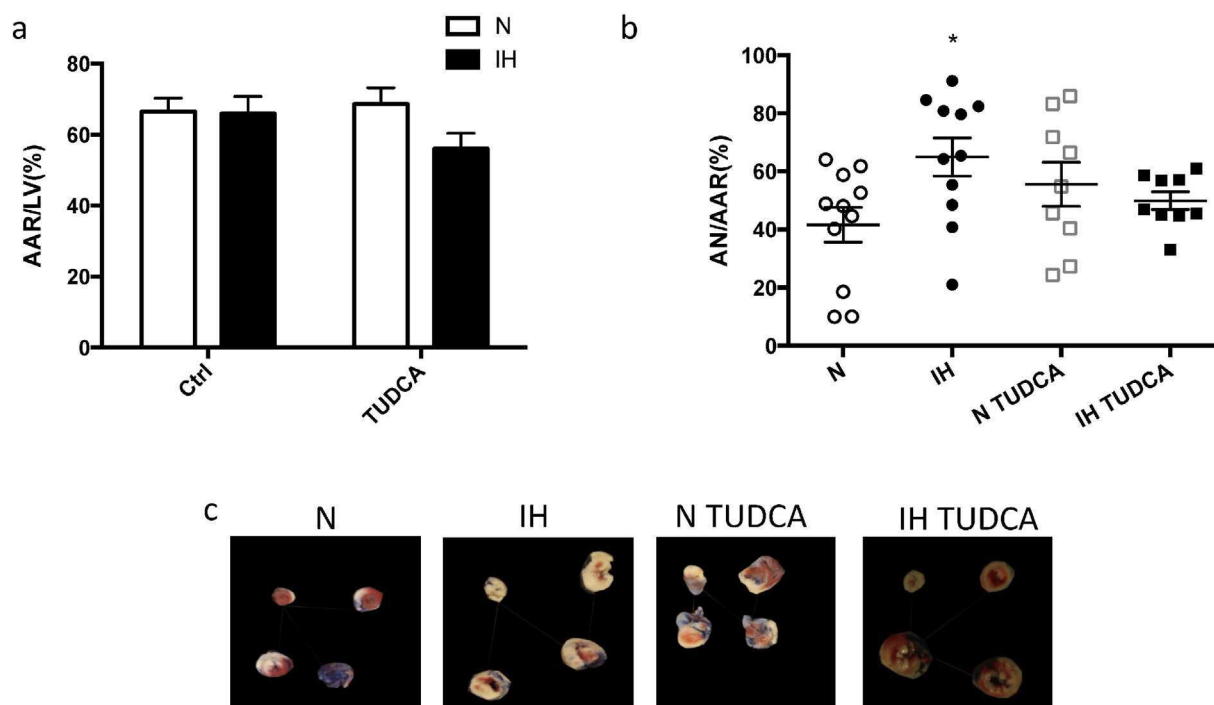 a
N
IH
AAR/LV(%)
80
60
40
20
0
Ctrl
TUDCA
b
*
AN/AAR(%)
100
80
60
40
20
0
N
IH
N TUDCA
IH TUDCA
c
N
IH
N TUDCA
IH TUDCA